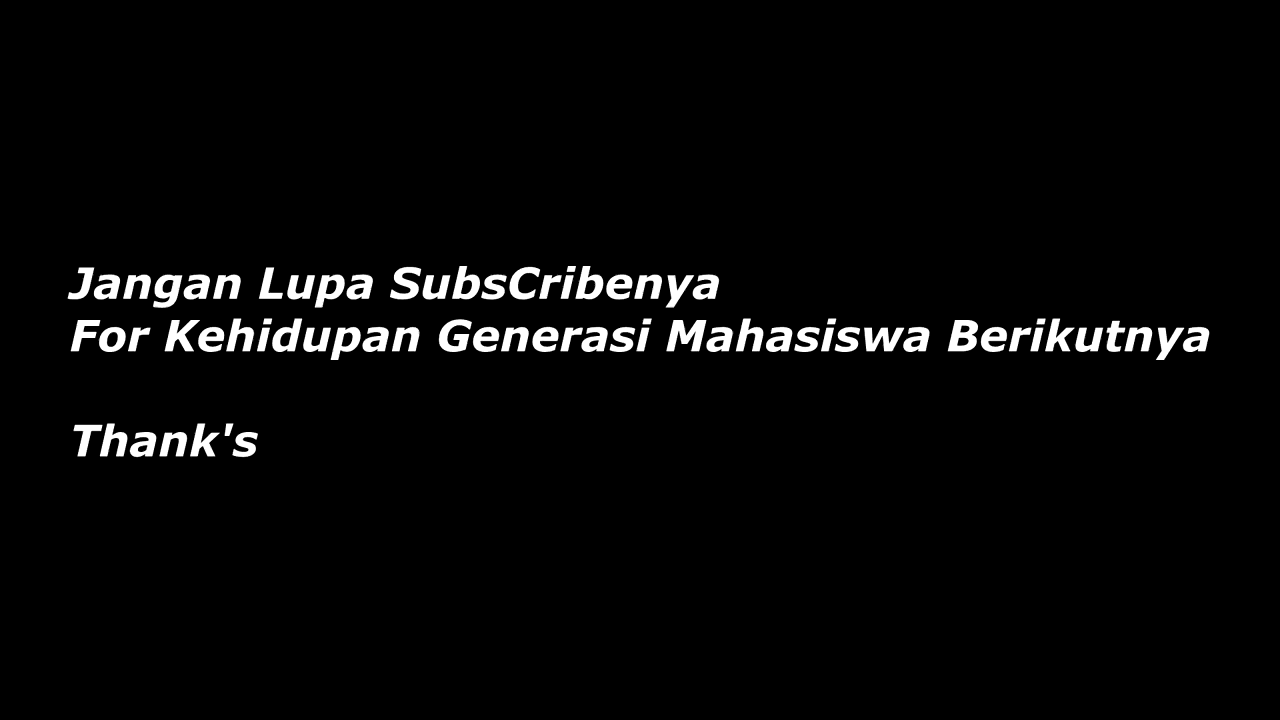 Jangan Lupa SubsCribenya
For Kehidupan Generasi Mahasiswa Berikutnya
Thank's